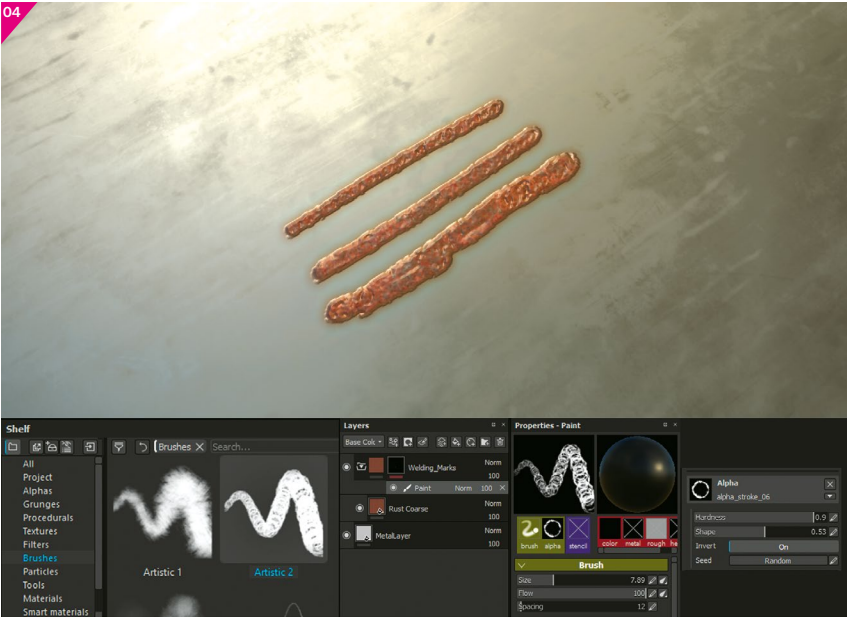 04
Shelf
Brushes
Search...
All
Project
Alphas
Grunges
Procedurals
Textures
Filters
Brushes
Particles
Tools
Materials
Smart materials
Artistic 1
Artistic 2
Layers
Base Col
Welding_Marks
Norm
100
Paint
Norm
100
Rust Coarse
Norm
100
MetalLayer
Norm
100
Properties - Paint
brush
alpha
stencil
color
metal
rough
Brush
Size
7.89
Flow
100
Spacing
12
Alpha
alpha_stroke_06
Hardness
0.9
Shape
0.53
Invert
On
Seed
Random